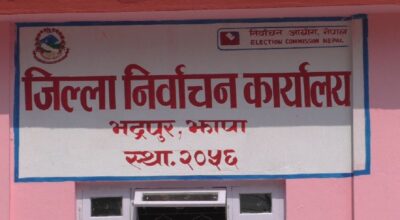 निर्वाचन आयोग, नेपाल
ELECTION COMMISSION NEPAL
जिल्ला निर्वाचन कार्यालय
भद्रपुर, झापा
स्था. २०५६